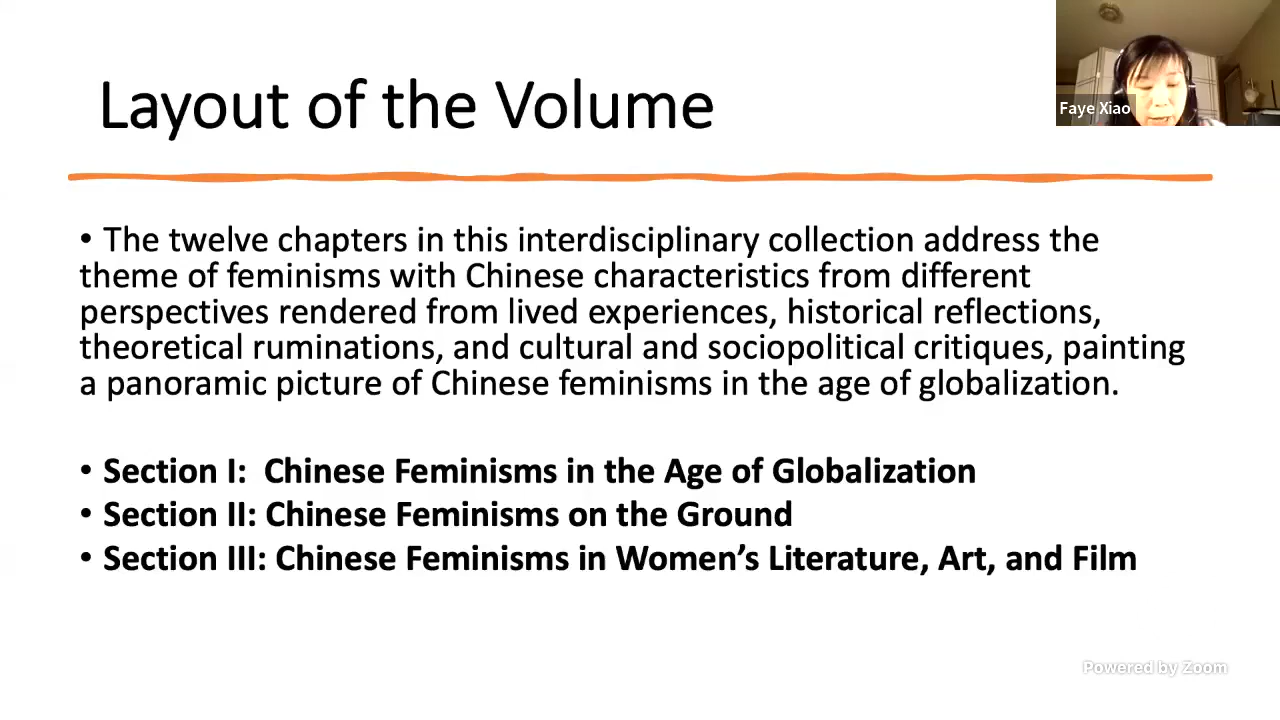 Layout of the Volume
Faye Xiao
• The twelve chapters in this interdisciplinary collection address the
theme of feminisms with Chinese characteristics from different
perspectives rendered from lived experiences, historical reflections,
theoretical ruminations, and cultural and sociopolitical critiques, painting
a panoramic picture of Chinese feminisms in the age of globalization.
• Section I:  Chinese Feminisms in the Age of Globalization
• Section II: Chinese Feminisms on the Ground
• Section III: Chinese Feminisms in Women’s Literature, Art, and Film
Powered by Zoom